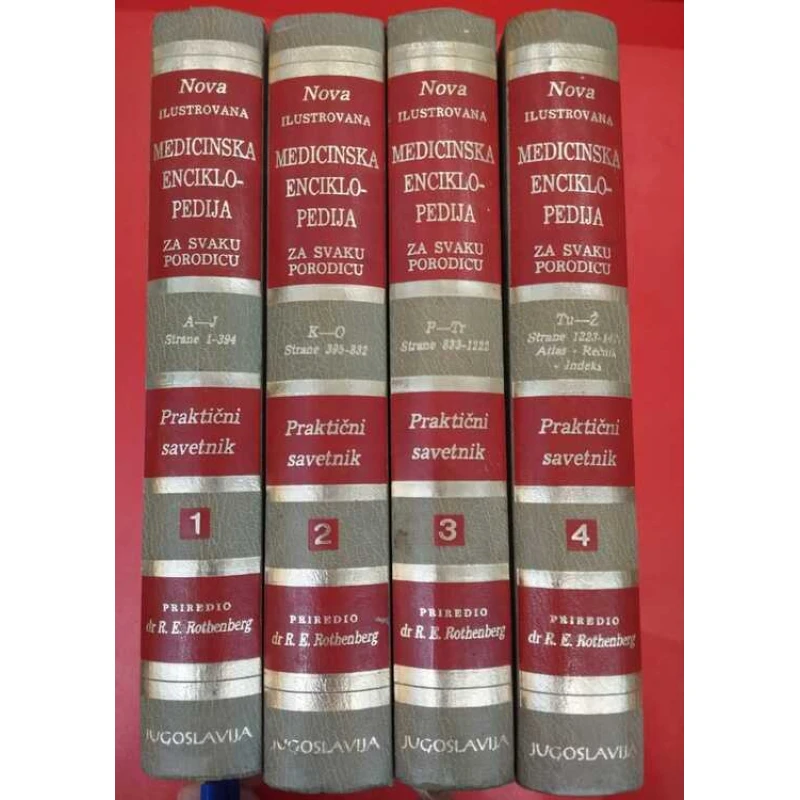 Nova
ILUSTROVANA
MEDICINSKA
ENCIKLO-
PEDIJA
ZA SVAKU
PORODICU
A—J
Strane 1-394
Praktični
savetnik
1
PRIREDIO
dr R. E. Rothenberg
JUGOSLAVIJA
Nova
ILUSTROVANA
MEDICINSKA
ENCIKLO-
PEDIJA
ZA SVAKU
PORODICU
K—O
Strane 395-832
Praktični
savetnik
2
PRIREDIO
dr R. E. Rothenberg
JUGOSLAVIJA
Nova
ILUSTROVANA
MEDICINSKA
ENCIKLO-
PEDIJA
ZA SVAKU
PORODICU
P—Tr
Strane 833-1222
Praktični
savetnik
3
PRIREDIO
dr R. E. Rothenberg
JUGOSLAVIJA
Nova
ILUSTROVANA
MEDICINSKA
ENCIKLO-
PEDIJA
ZA SVAKU
PORODICU
Tu—Ž
Strane
Atlas - Rečnik
- Indeks
Praktični
savetnik
4
PRIREDIO
dr R. E. Rothenberg
JUGOSLAVIJA